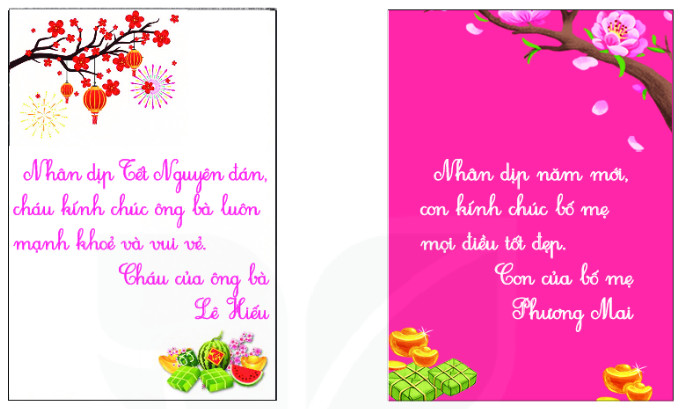 Nhân dịp Tết Nguyên đán,
cháu kính chúc ông bà luôn
mạnh khoẻ và vui vẻ.
Cháu của ông bà
Lê Hiếu
Nhân dịp năm mới,
con kính chúc bố mẹ
mọi điều tốt đẹp.
Con của bố mẹ
Phương Mai